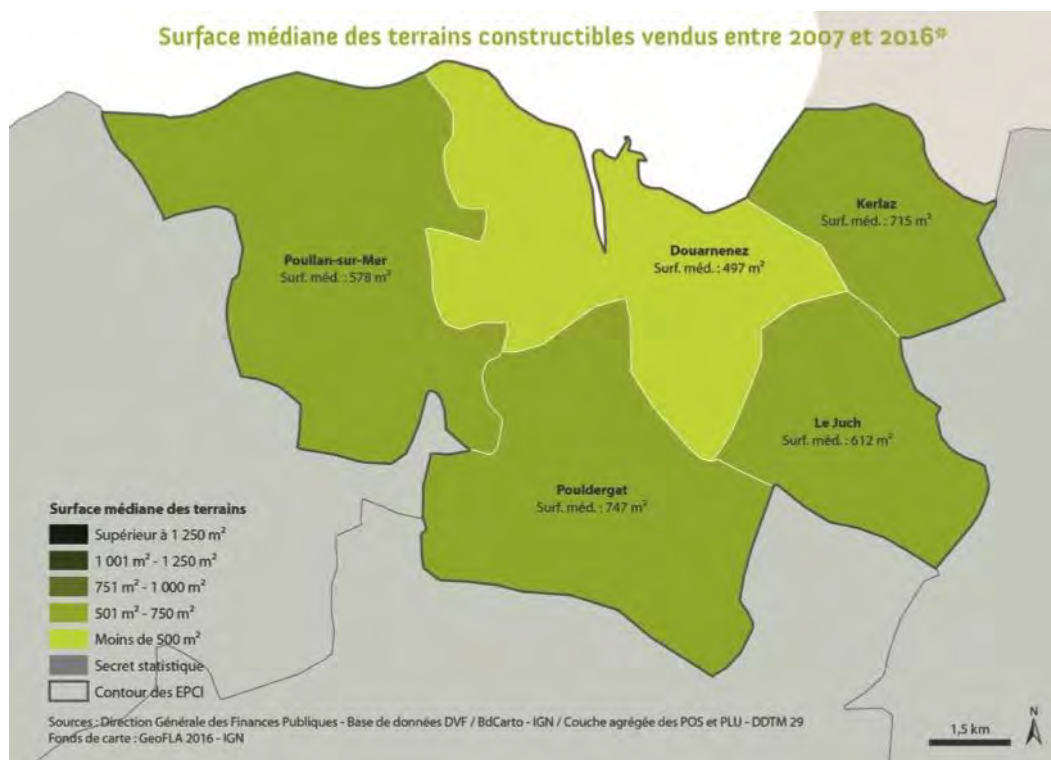 Surface médiane des terrains constructibles vendus entre 2007 et 2016*
Kerlaz
Surf. méd. : 715 m²
Douarnenez
Surf. méd. : 497 m²
Poullan-sur-Mer
Surf. méd. : 578 m²
Le Juch
Surf. méd. : 612 m²
Pouldergat
Surf. méd. : 747 m²
Surface médiane des terrains
Supérieur à 1 250 m²
1 001 m² - 1 250 m²
751 m² - 1 000 m²
501 m² - 750 m²
Moins de 500 m²
Secret statistique
Contour des EPCI
Sources : Direction Générale des Finances Publiques - Base de données DVF / BdCarto - IGN / Couche agrégée des POS et PLU - DDTM 29
Fonds de carte : GeoFLA 2016 - IGN
1,5 km
N